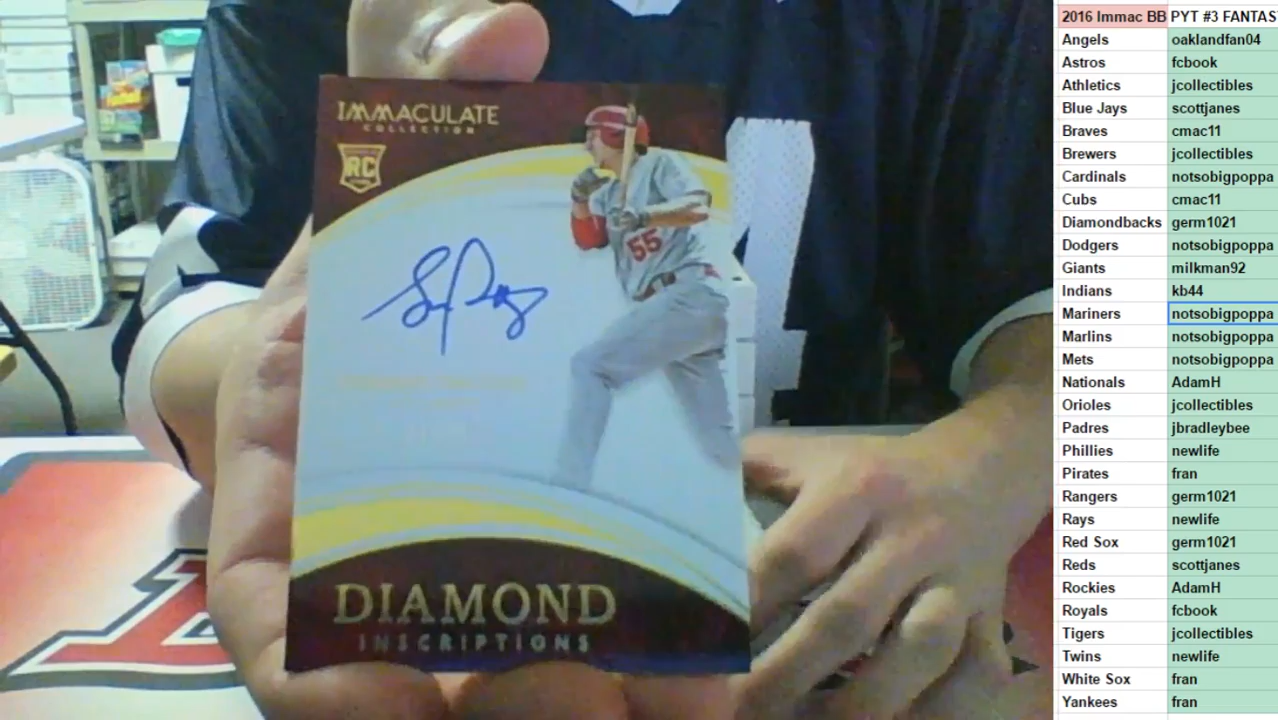 IMMACULATE
COLLECTION
RC
55
DIAMOND
INSCRIPTIONS
2016 Immac BB PYT #3 FANTAS
Angels oaklandfan04
Astros fcbook
Athletics jcollectibles
Blue Jays scottjanes
Braves cmac11
Brewers jcollectibles
Cardinals notsobigpoppa
Cubs cmac11
Diamondbacks germ1021
Dodgers notsobigpoppa
Giants milkman92
Indians kb44
Mariners notsobigpoppa
Marlins notsobigpoppa
Mets notsobigpoppa
Nationals AdamH
Orioles jcollectibles
Padres jbradleybee
Phillies newlife
Pirates fran
Rangers germ1021
Rays newlife
Red Sox germ1021
Reds scottjanes
Rockies AdamH
Royals fcbook
Tigers jcollectibles
Twins newlife
White Sox fran
Yankees fran